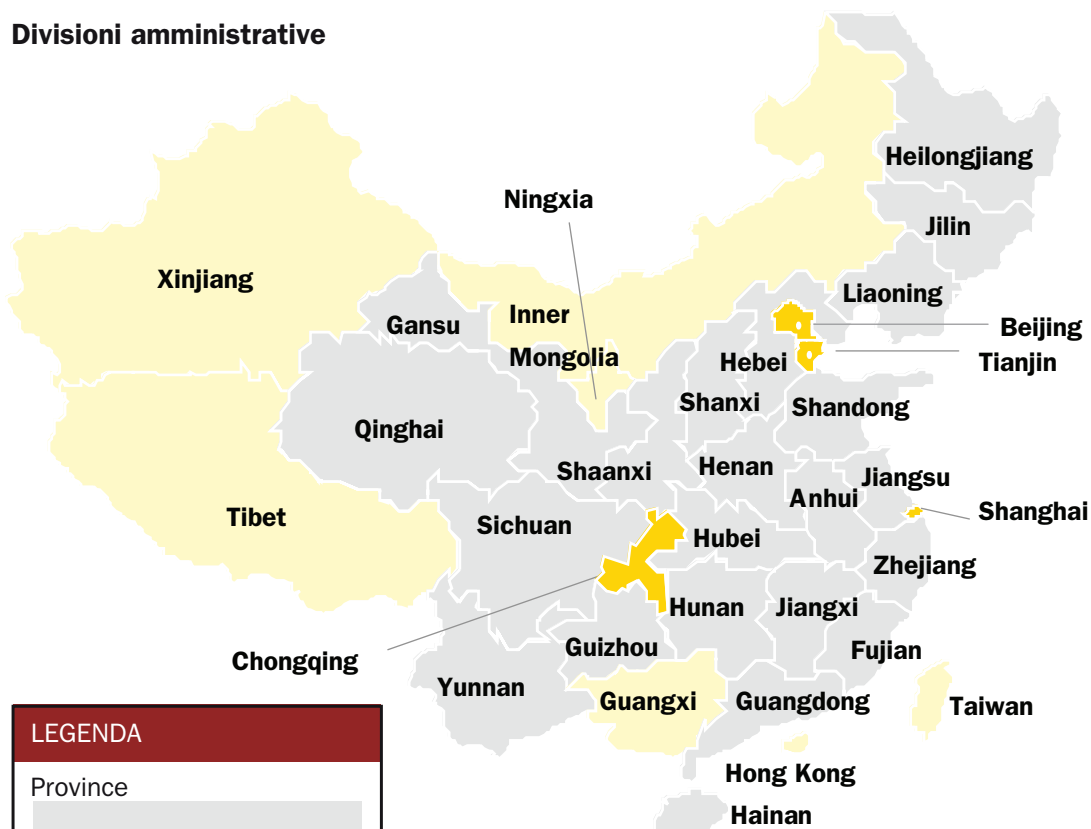 Divisioni amministrative
Heilongjiang
Ningxia
Jilin
Xinjiang
Liaoning
Inner
Mongolia
Gansu
Beijing
Hebei
Tianjin
Shanxi
Shandong
Qinghai
Shaanxi
Henan
Jiangsu
Anhui
Shanghai
Tibet
Sichuan
Hubei
Zhejiang
Hunan
Jiangxi
Guizhou
Fujian
Chongqing
Yunnan
Guangxi
Guangdong
Taiwan
Hong Kong
Hainan
LEGENDA
Province